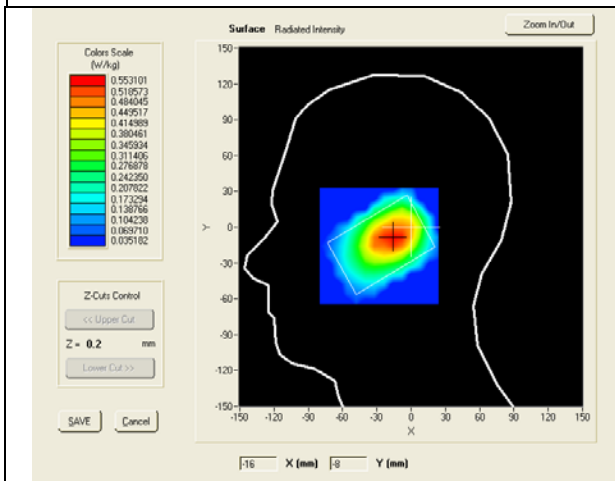 Surface Radiated Intensity
Zoom In/Out
Colors Scale
(W/kg)
0.553101
0.518573
0.484045
0.449517
0.414989
0.380461
0.345934
0.311406
0.276878
0.242350
0.207822
0.173294
0.138766
0.104238
0.069710
0.035182
Z-Cuts Control
<< Upper Cut
Z = 0.2 mm
Lower Cut >>
SAVE Cancel
150
120
90
60
30
0
-30
-60
-90
-120
-150
Y
-150 -120 -90 -60 -30 0 30 60 90 120 150
X
-16 X (mm) -8 Y (mm)